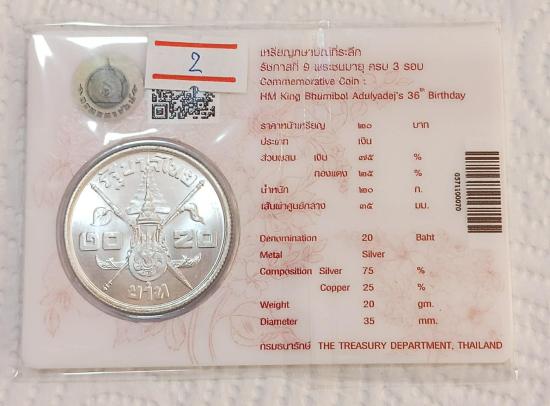 2
เหรียญกษาปณ์ที่ระลึก
รัชกาลที่ 9 พระชนมายุ ครบ 3 รอบ
Commemorative Coin :
HM King Bhumibol Adulyadej's 36th Birthday
ราคาหน้าเหรียญ ๒๐ บาท
ประเภท เงิน
ส่วนผสม เงิน ๗๕ %
ทองแดง ๒๕ %
น้ำหนัก ๒๐ ก.
เส้นผ่าศูนย์กลาง ๓๕ มม.
Denomination 20 Baht
Metal Silver
Composition Silver 75 %
Copper 25 %
Weight 20 gm.
Diameter 35 mm.
กรมธนารักษ์ THE TREASURY DEPARTMENT, THAILAND
0371100070
รัฐบาลไทย
๒๐ 20
บาท